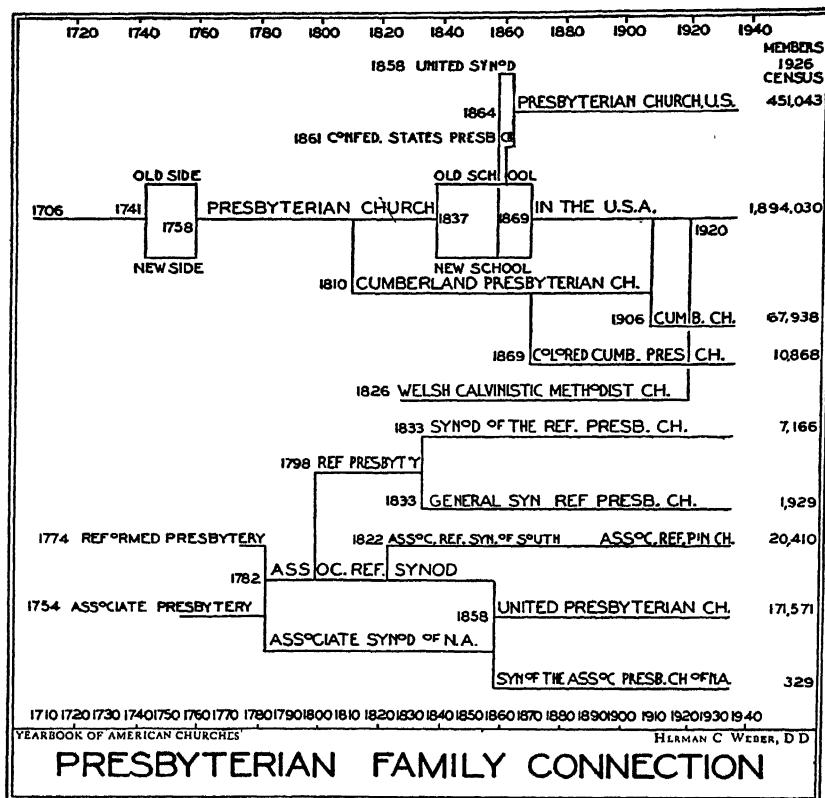 1720 1740 1760 1780 1800 1820 1840 1860 1880 1900 1920 1940
MEMBERS
1926
CENSUS
1858 UNITED SYNOD
1864 PRESBYTERIAN CHURCH, U.S. 451,043
1861 CONFED. STATES PRESB
OLD SIDE OLD SCHOOL
1706 1741 1758 PRESBYTERIAN CHURCH 1837 1869 IN THE U.S.A. 1,894,030
1920
NEW SIDE NEW SCHOOL
1810 CUMBERLAND PRESBYTERIAN CH.
1906 CUMB. CH. 67,938
1869 COLORED CUMB. PRES CH. 10,868
1826 WELSH CALVINISTIC METHODIST CH.
1833 SYNOD OF THE REF. PRESB. CH. 7,166
1798 REF PRESBYTY
1833 GENERAL SYN REF PRESB. CH. 1,929
1774 REFORMED PRESBYTERY 1822 ASSOC. REF. SYN. OF SOUTH ASSOC. REF. CH. 20,410
1782 ASSOC. REF. SYNOD
1754 ASSOCIATE PRESBYTERY 1858 UNITED PRESBYTERIAN CH. 171,571
ASSOCIATE SYNOD OF N.A.
SYN OF THE ASSOC PRESB. CH OF N.A. 329
1710 1720 1730 1740 1750 1760 1770 1780 1790 1800 1810 1820 1830 1840 1850 1860 1870 1880 1890 1900 1910 1920 1930 1940
YEARBOOK OF AMERICAN CHURCHES HERMAN C WEBER, D D
PRESBYTERIAN FAMILY CONNECTION